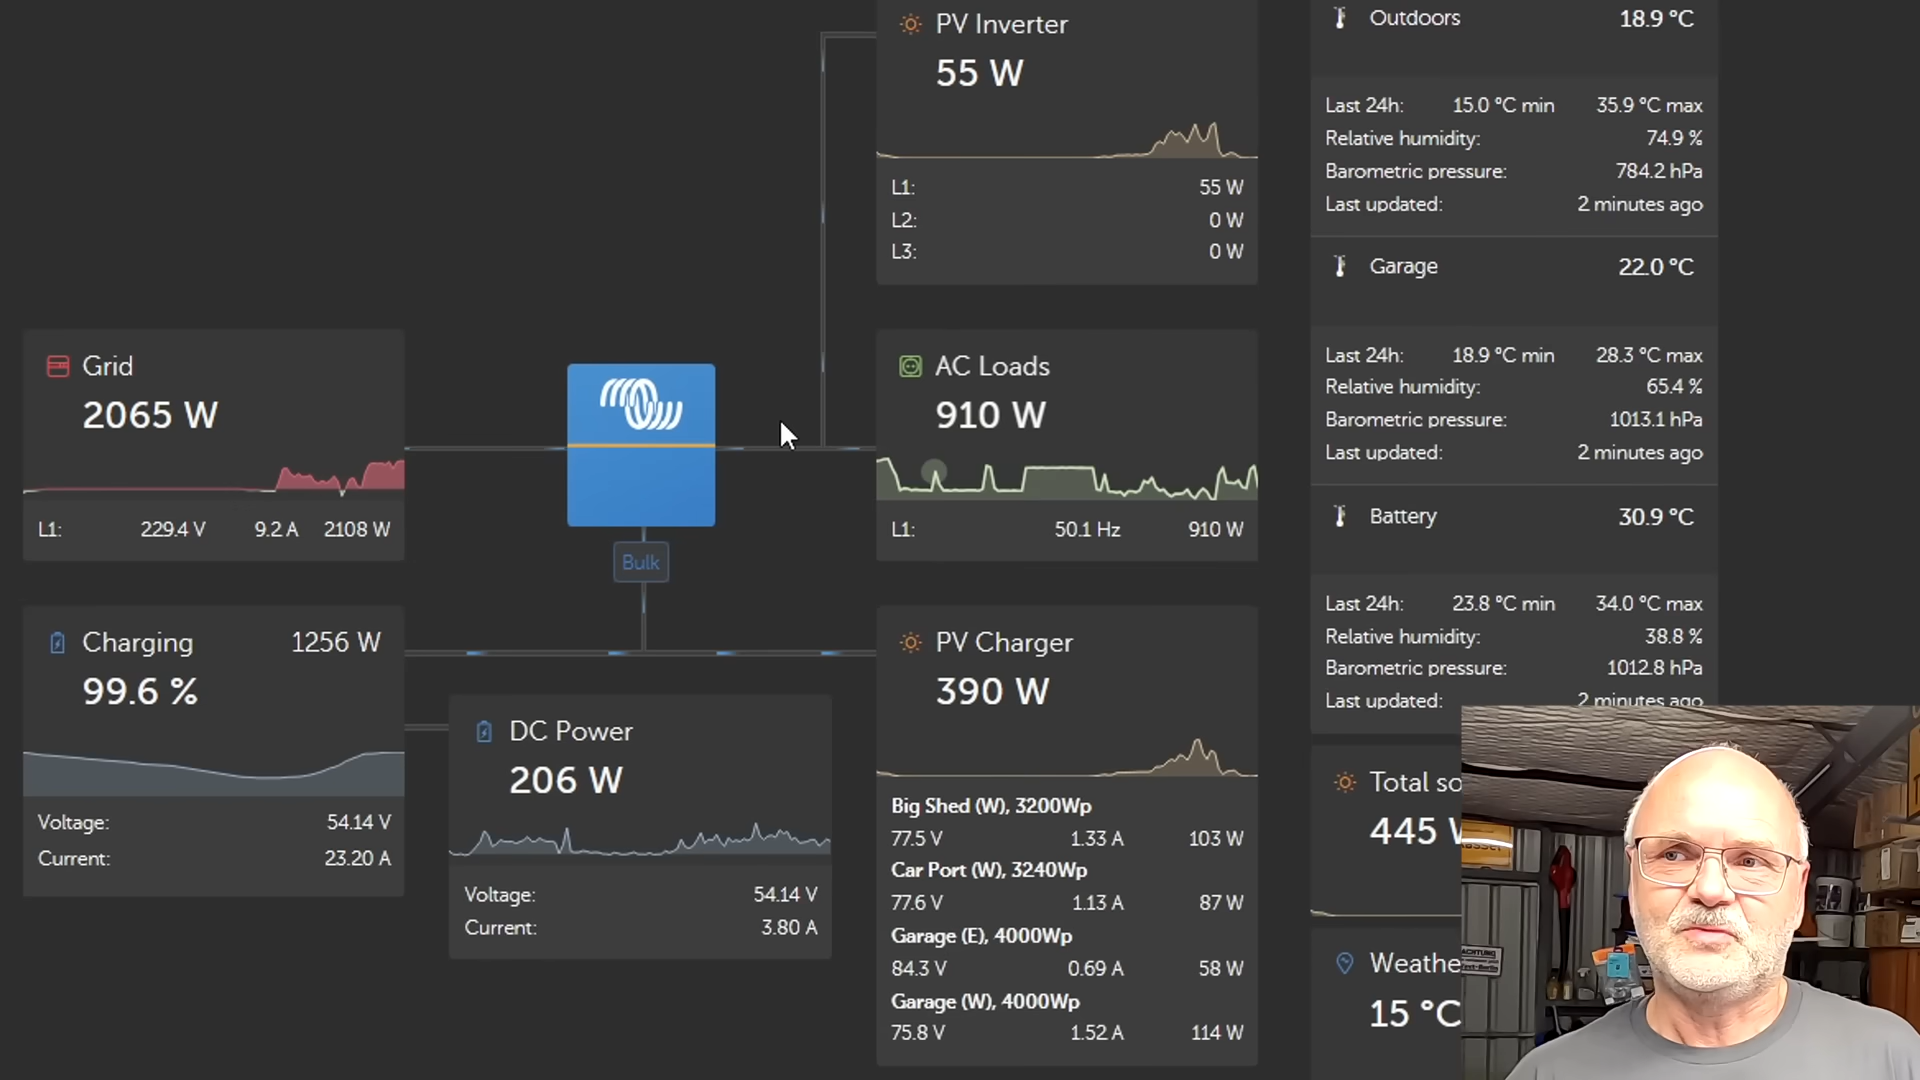 PV Inverter
55 W
L1: 55 W
L2: 0 W
L3: 0 W
Grid
2065 W
L1: 229.4 V 9.2 A 2108 W
AC Loads
910 W
L1: 50.1 Hz 910 W
Bulk
Charging 1256 W
99.6 %
Voltage: 54.14 V
Current: 23.20 A
DC Power
206 W
Voltage: 54.14 V
Current: 3.80 A
PV Charger
390 W
Big Shed (W), 3200Wp
77.5 V 1.33 A 103 W
Car Port (W), 3240Wp
77.6 V 1.13 A 87 W
Garage (E), 4000Wp
84.3 V 0.69 A 58 W
Garage (W), 4000Wp
75.8 V 1.52 A 114 W
Outdoors 18.9 °C
Last 24h: 15.0 °C min 35.9 °C max
Relative humidity: 74.9 %
Barometric pressure: 784.2 hPa
Last updated: 2 minutes ago
Garage 22.0 °C
Last 24h: 18.9 °C min 28.3 °C max
Relative humidity: 65.4 %
Barometric pressure: 1013.1 hPa
Last updated: 2 minutes ago
Battery 30.9 °C
Last 24h: 23.8 °C min 34.0 °C max
Relative humidity: 38.8 %
Barometric pressure: 1012.8 hPa
Last updated: 2 minutes ago
Total so
445
Weathe
15 °C